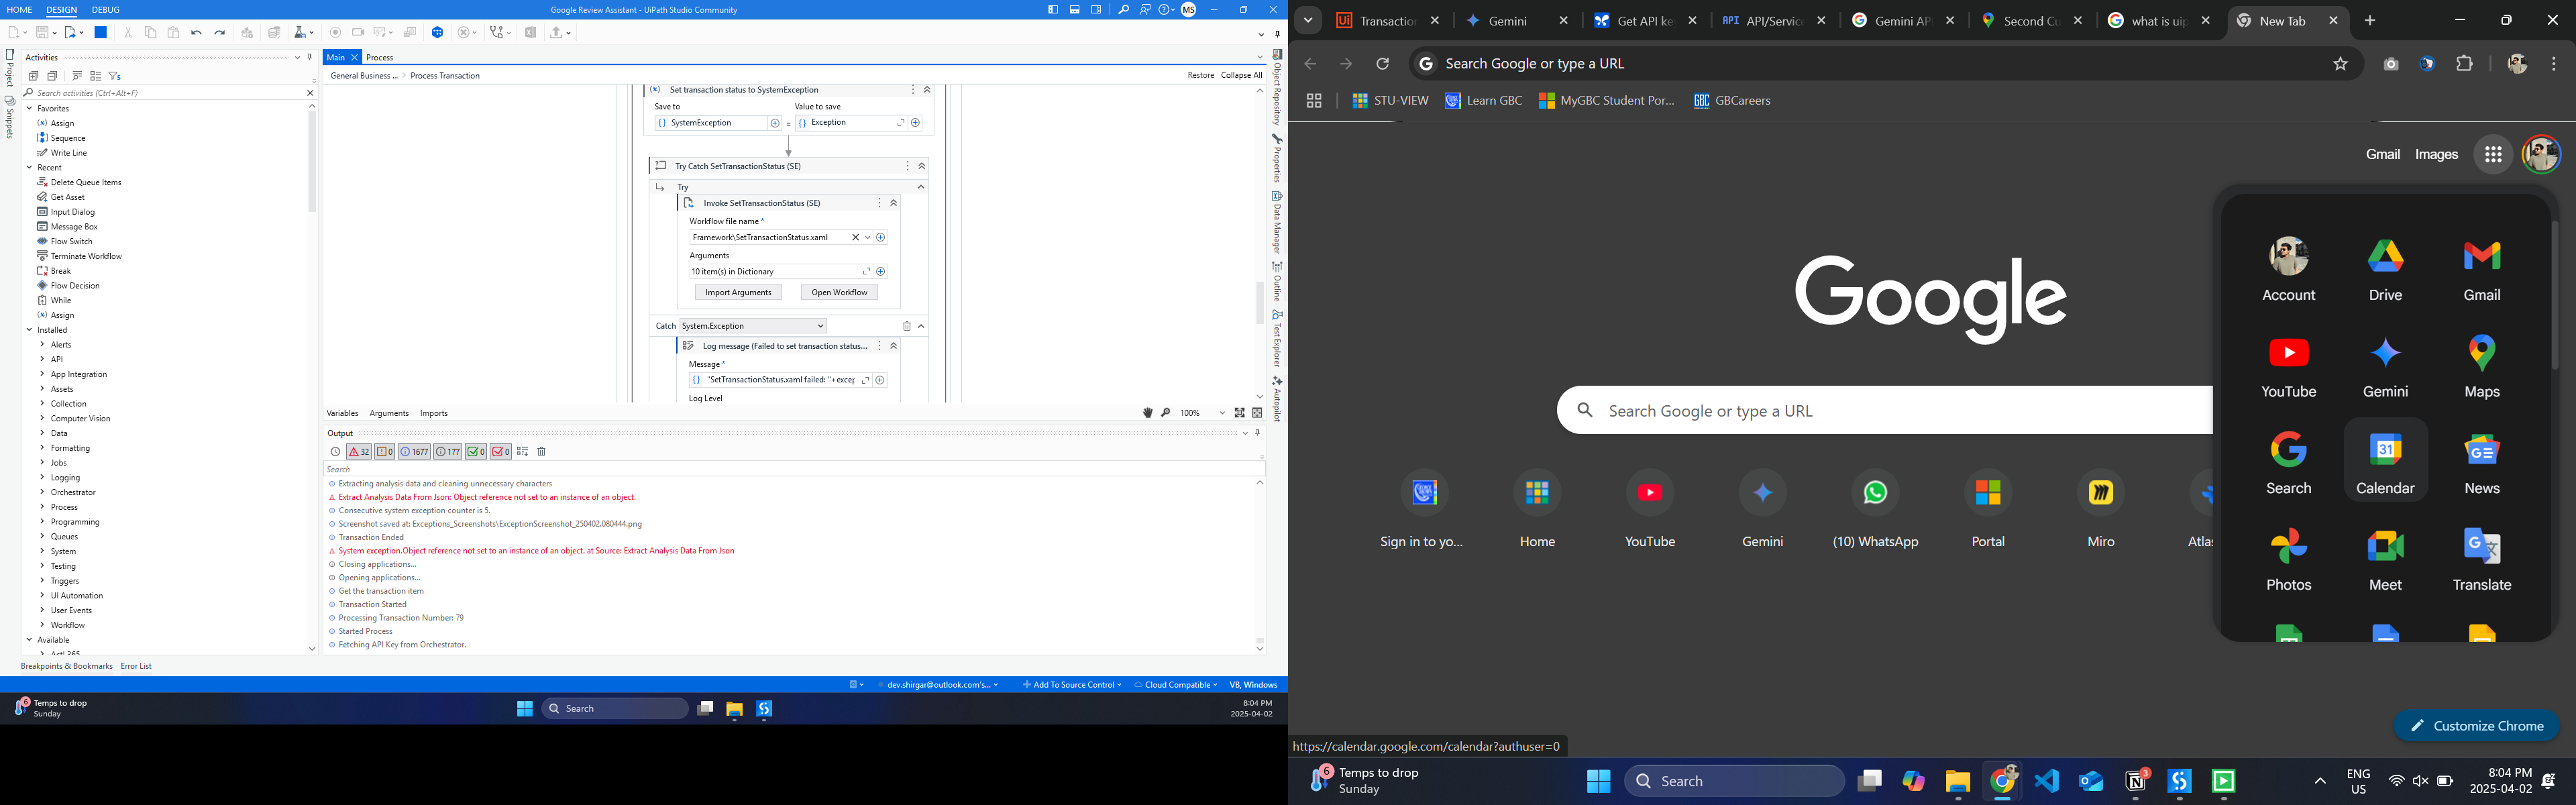 HOME DESIGN DEBUG
Google Review Assistant - UiPath Studio Community
MS
Activities
Search activities (Ctrl+Alt+F)
Favorites
Assign
Sequence
Write Line
Recent
Delete Queue Items
Get Asset
Input Dialog
Message Box
Flow Switch
Terminate Workflow
Break
Flow Decision
While
Assign
Installed
Alerts
API
App Integration
Assets
Collection
Computer Vision
Data
Formatting
Jobs
Logging
Orchestrator
Process
Programming
Queues
System
Testing
Triggers
UI Automation
User Events
Workflow
Available
Act! 365
Breakpoints & Bookmarks Error List
Project
Snippets
Main Process
General Business ... > Process Transaction
Restore Collapse All
Set transaction status to SystemException
Save to Value to save
SystemException = Exception
Try Catch SetTransactionStatus (SE)
Try
Invoke SetTransactionStatus (SE)
Workflow file name *
Framework\SetTransactionStatus.xaml
Arguments
10 item(s) in Dictionary
Import Arguments Open Workflow
Catch System.Exception
Log message (Failed to set transaction status...
Message *
"SetTransactionStatus.xaml failed: "+excep
Log Level
Variables Arguments Imports
100%
Output
32 0 1677 177 0 0
Search
Extracting analysis data and cleaning unnecessary characters
Extract Analysis Data From Json: Object reference not set to an instance of an object.
Consecutive system exception counter is 5.
Screenshot saved at: Exceptions_Screenshots\ExceptionScreenshot_250402.080444.png
Transaction Ended
System exception.Object reference not set to an instance of an object. at Source: Extract Analysis Data From Json
Closing applications...
Opening applications...
Get the transaction item
Transaction Started
Processing Transaction Number: 79
Started Process
Fetching API Key from Orchestrator.
Object Repository
Properties
Data Manager
Outline
Test Explorer
Autopilot
dev.shirgar@outlook.com's...
Add To Source Control
Cloud Compatible
VB, Windows
Temps to drop
Sunday
Search
8:04 PM
2025-04-02
Transaction
Gemini
Get API ke
API/Service
Gemini AP
Second Cu
what is uip
New Tab
Search Google or type a URL
STU-VIEW
Learn GBC
MyGBC Student Por...
GBCareers
Gmail Images
Google
Search Google or type a URL
Sign in to yo...
Home
YouTube
Gemini
(10) WhatsApp
Portal
Miro
Atlas
Account Drive Gmail
YouTube Gemini Maps
Search Calendar News
Photos Meet Translate
Customize Chrome
https://calendar.google.com/calendar?authuser=0
6
Temps to drop
Sunday
Search
3
ENG
US
8:04 PM
2025-04-02